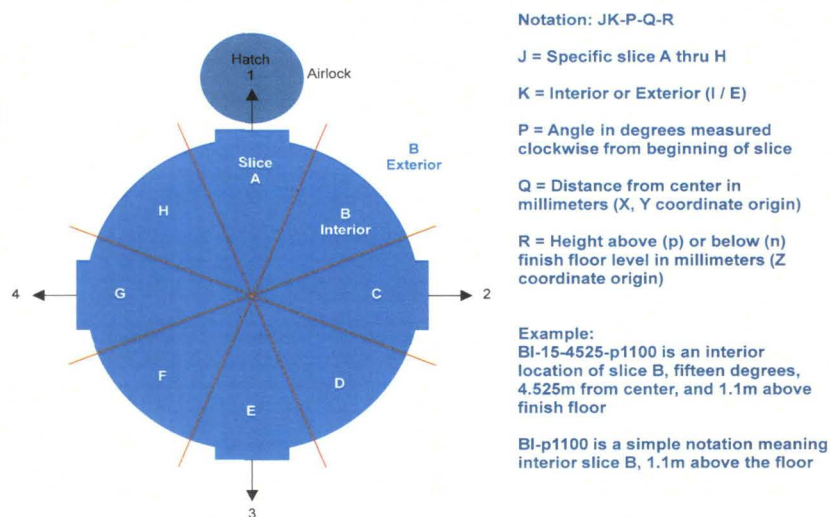 Hatch
1
Airlock
Slice
A
B
Exterior
H
B
Interior
4
G
C
2
F
D
E
3
Notation: JK-P-Q-R
J = Specific slice A thru H
K = Interior or Exterior (I / E)
P = Angle in degrees measured
clockwise from beginning of slice
Q = Distance from center in
millimeters (X, Y coordinate origin)
R = Height above (p) or below (n)
finish floor level in millimeters (Z
coordinate origin)
Example:
BI-15-4525-p1100 is an interior
location of slice B, fifteen degrees,
4.525m from center, and 1.1m above
finish floor
BI-p1100 is a simple notation meaning
interior slice B, 1.1m above the floor